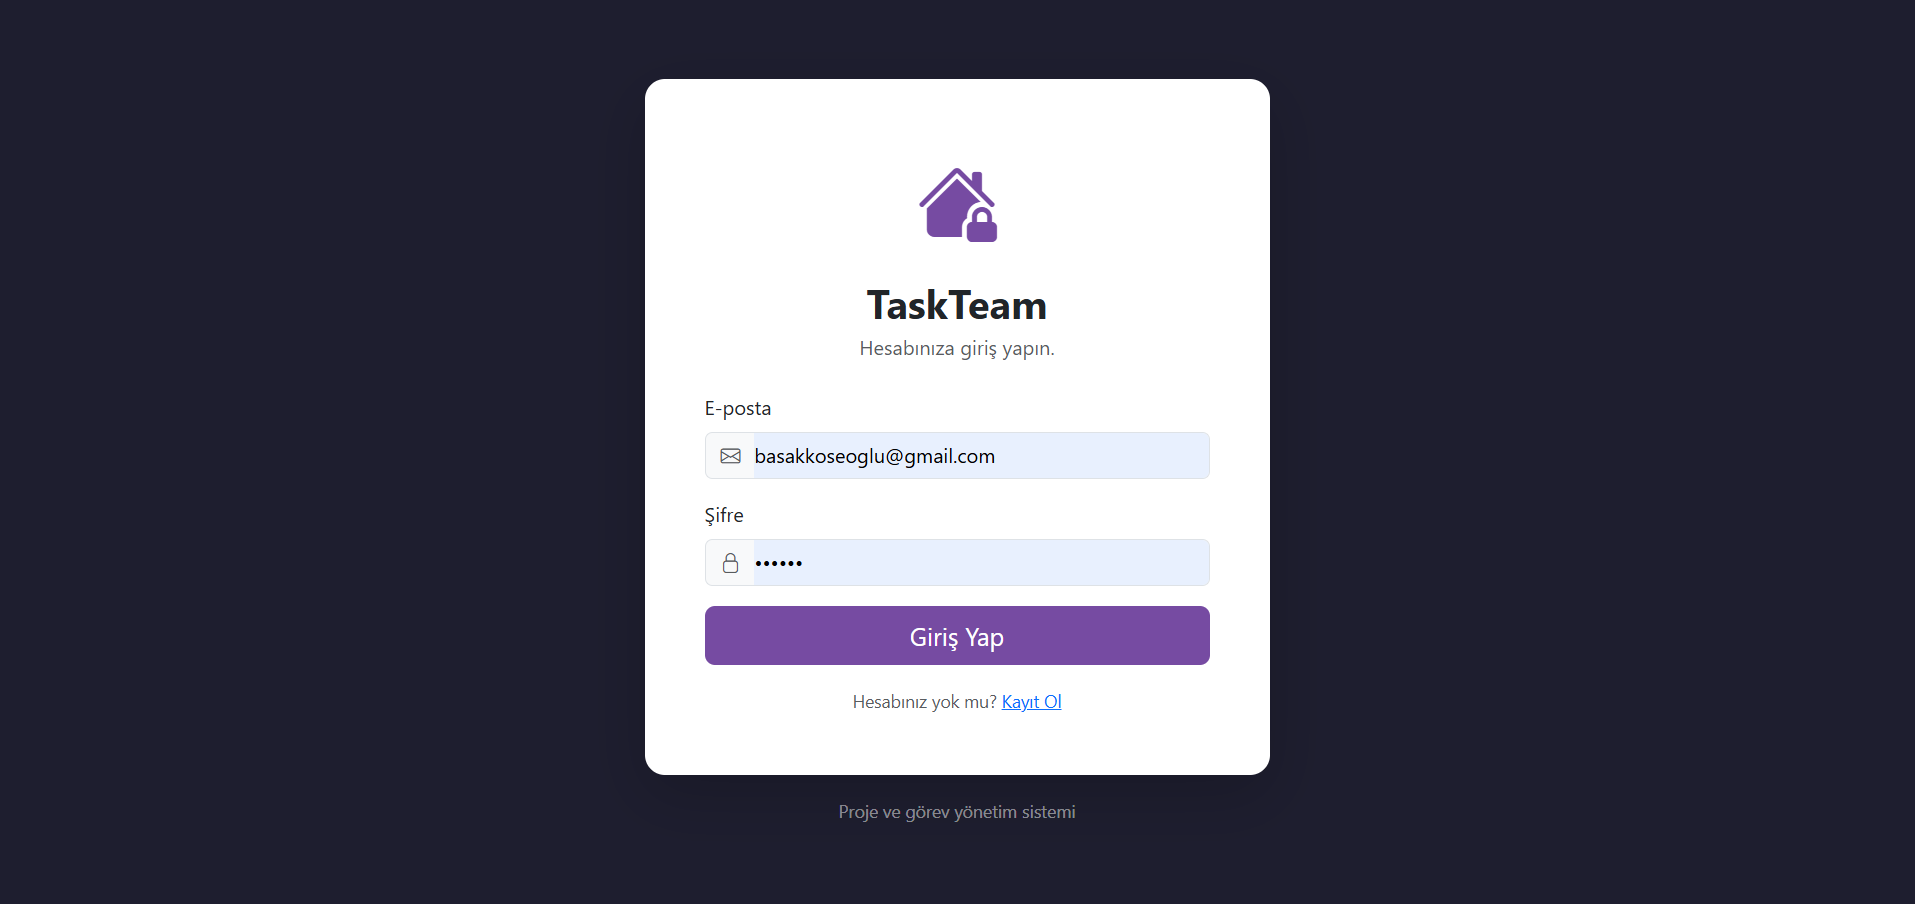 TaskTeam
Hesabınıza giriş yapın.
E-posta
basakkoseoglu@gmail.com
Şifre
••••••
Giriş Yap
Hesabınız yok mu? Kayıt Ol
Proje ve görev yönetim sistemi